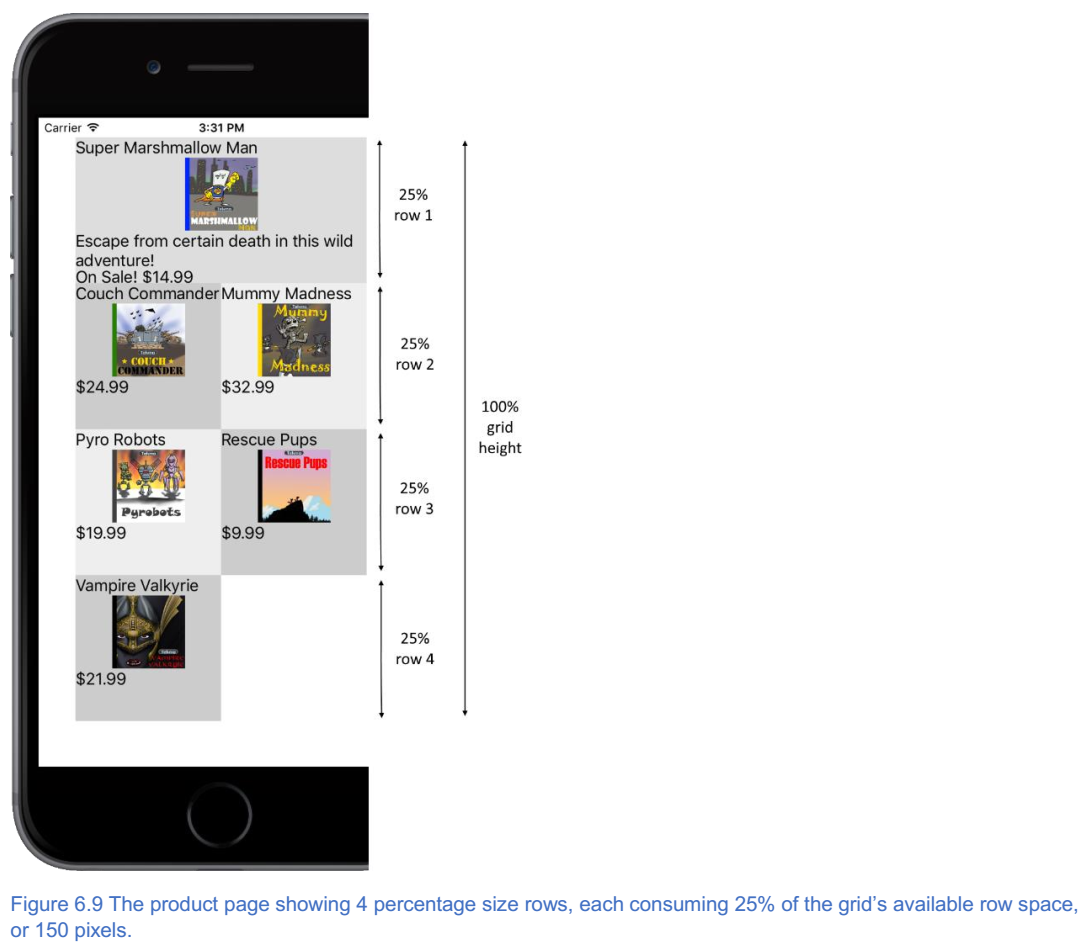 Carrier 3:31 PM
Super Marshmallow Man
SUPER
MARSHMALLOW
MAN
Escape from certain death in this wild
adventure!
On Sale! $14.99
25%
row 1
Couch Commander Mummy Madness
Mummy
★ COUCH ★
COMMANDER
Madness
$24.99 $32.99
25%
row 2
100%
grid
height
Pyro Robots Rescue Pups
Rescue Pups
Pyrobots
$19.99 $9.99
25%
row 3
Vampire Valkyrie
$21.99
25%
row 4
Figure 6.9 The product page showing 4 percentage size rows, each consuming 25% of the grid’s available row space,
or 150 pixels.